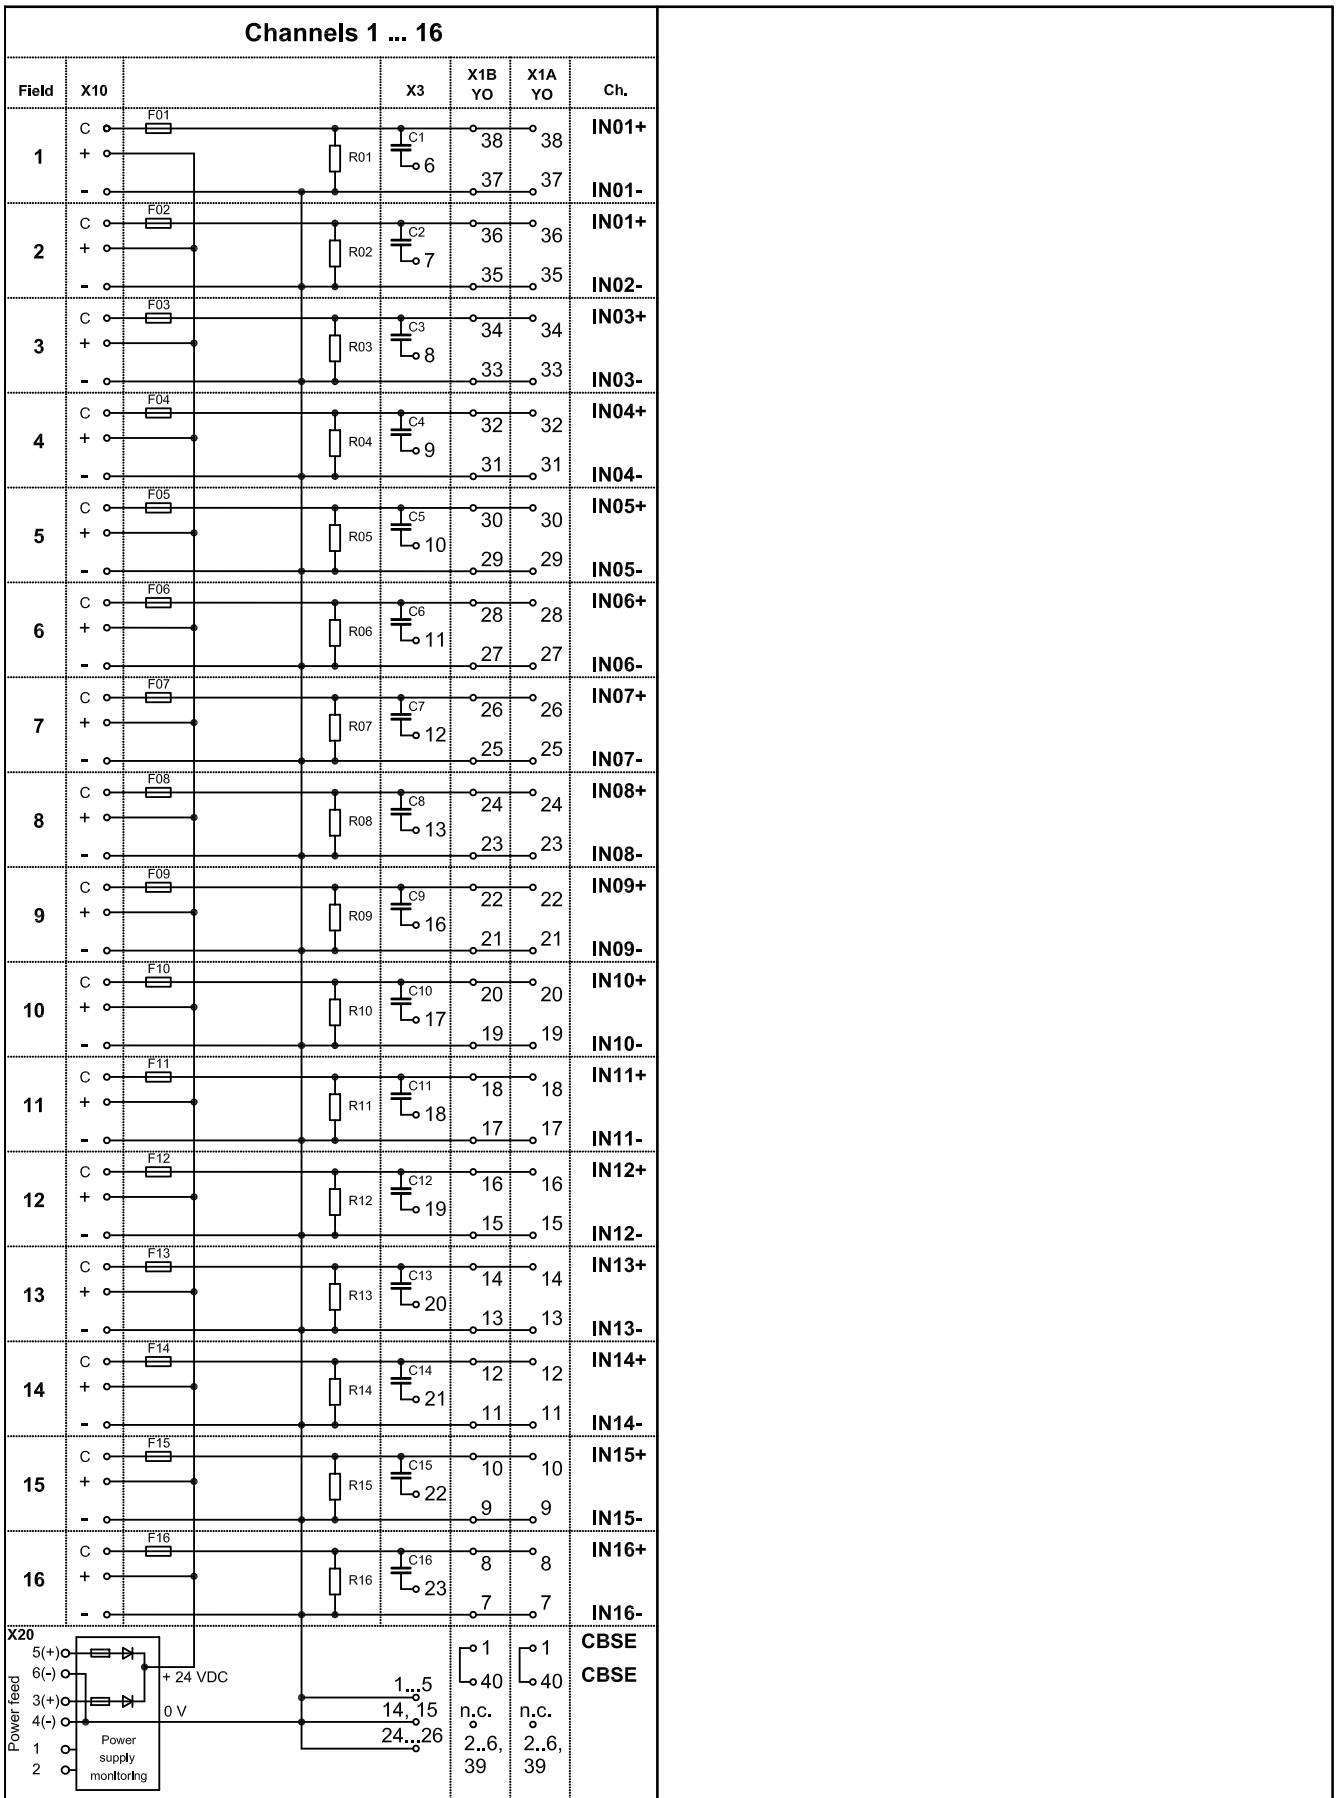 Channels 1 ... 16
Field X10 X3 X1B YO X1A YO Ch.
F01
C C1 38 38 IN01+
1 + R01 6
- 37 37 IN01-
F02
C C2 36 36 IN01+
2 + R02 7
- 35 35 IN02-
F03
C C3 34 34 IN03+
3 + R03 8
- 33 33 IN03-
F04
C C4 32 32 IN04+
4 + R04 9
- 31 31 IN04-
F05
C C5 30 30 IN05+
5 + R05 10
- 29 29 IN05-
F06
C C6 28 28 IN06+
6 + R06 11
- 27 27 IN06-
F07
C C7 26 26 IN07+
7 + R07 12
- 25 25 IN07-
F08
C C8 24 24 IN08+
8 + R08 13
- 23 23 IN08-
F09
C C9 22 22 IN09+
9 + R09 16
- 21 21 IN09-
F10
C C10 20 20 IN10+
10 + R10 17
- 19 19 IN10-
F11
C C11 18 18 IN11+
11 + R11 18
- 17 17 IN11-
F12
C C12 16 16 IN12+
12 + R12 19
- 15 15 IN12-
F13
C C13 14 14 IN13+
13 + R13 20
- 13 13 IN13-
F14
C C14 12 12 IN14+
14 + R14 21
- 11 11 IN14-
F15
C C15 10 10 IN15+
15 + R15 22
- 9 9 IN15-
F16
C C16 8 8 IN16+
16 + R16 23
- 7 7 IN16-
X20
Power feed
5(+) 1 1 CBSE
6(-) + 24 VDC 1...5 40 40 CBSE
3(+) 0 V 14, 15 n.c. n.c.
4(-) 24...26 2..6, 2..6,
1 Power 39 39
supply
2 monitoring